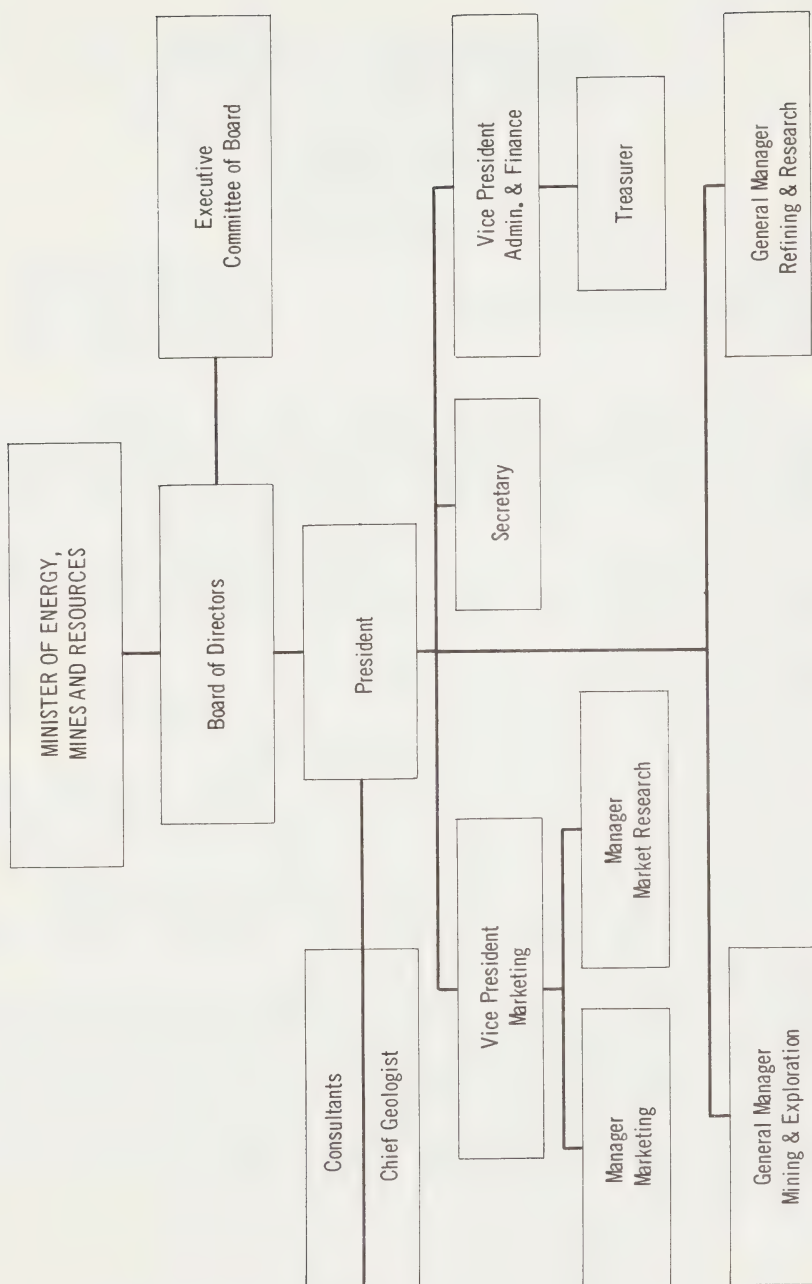 MINISTER OF ENERGY,
MINES AND RESOURCES
Board of Directors
Executive
Committee of Board
President
Consultants
Chief Geologist
Vice President
Marketing
Secretary
Vice President
Admin. & Finance
Manager
Marketing
Manager
Market Research
Treasurer
General Manager
Mining & Exploration
General Manager
Refining & Research